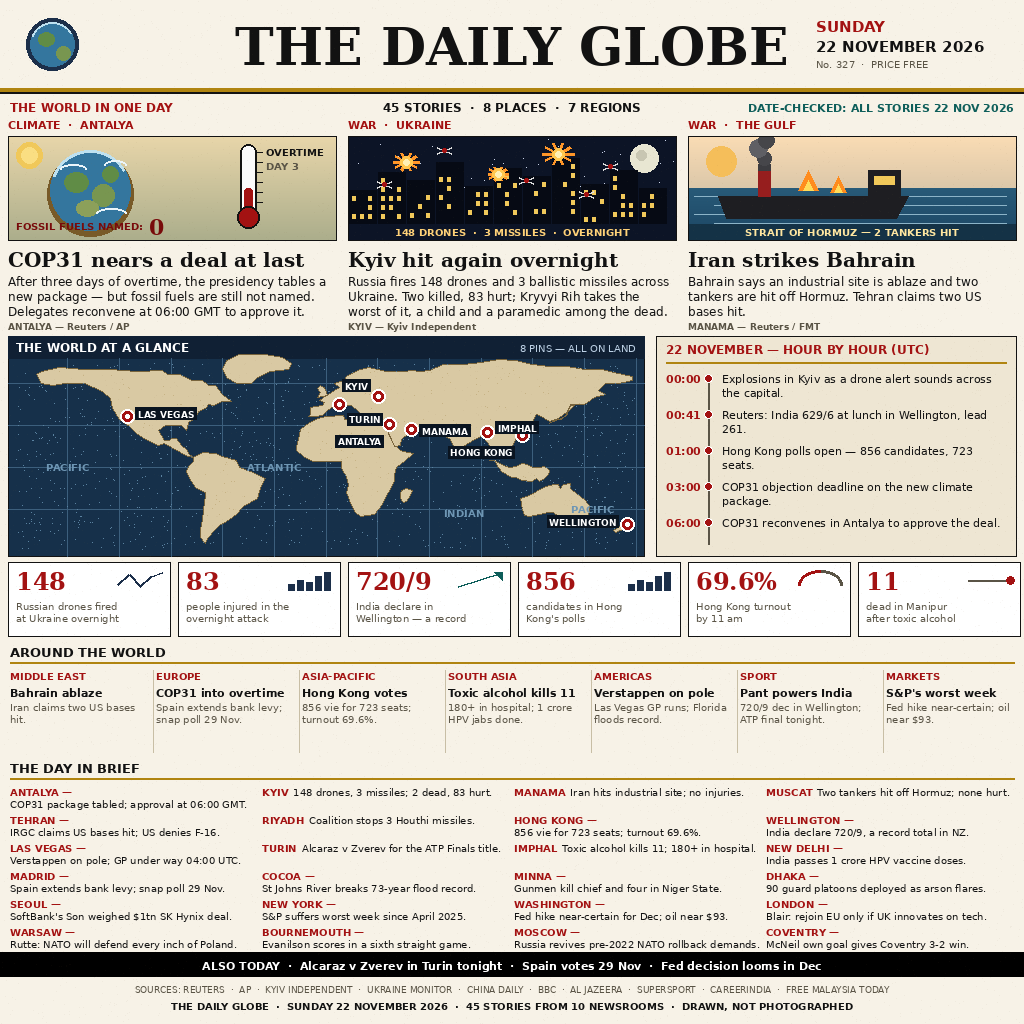 THE DAILY GLOBE
SUNDAY
22 NOVEMBER 2026
No. 327 · PRICE FREE
THE WORLD IN ONE DAY
45 STORIES · 8 PLACES · 7 REGIONS
DATE-CHECKED: ALL STORIES 22 NOV 2026
CLIMATE · ANTALYA
OVERTIME
DAY 3
FOSSIL FUELS NAMED: 0
COP31 nears a deal at last
After three days of overtime, the presidency tables a
new package — but fossil fuels are still not named.
Delegates reconvene at 06:00 GMT to approve it.
ANTALYA — Reuters / AP
WAR · UKRAINE
148 DRONES · 3 MISSILES · OVERNIGHT
Kyiv hit again overnight
Russia fires 148 drones and 3 ballistic missiles across
Ukraine. Two killed, 83 hurt; Kryvyi Rih takes the
worst of it, a child and a paramedic among the dead.
KYIV — Kyiv Independent
WAR · THE GULF
STRAIT OF HORMUZ — 2 TANKERS HIT
Iran strikes Bahrain
Bahrain says an industrial site is ablaze and two
tankers are hit off Hormuz. Tehran claims two US
bases hit.
MANAMA — Reuters / FMT
THE WORLD AT A GLANCE
8 PINS — ALL ON LAND
KYIV
LAS VEGAS
TURIN
MANAMA
IMPHAL
ANTALYA
HONG KONG
PACIFIC
ATLANTIC
INDIAN
PACIFIC
WELLINGTON
22 NOVEMBER — HOUR BY HOUR (UTC)
00:00 Explosions in Kyiv as a drone alert sounds across
the capital.
00:41 Reuters: India 629/6 at lunch in Wellington, lead
261.
01:00 Hong Kong polls open — 856 candidates, 723
seats.
03:00 COP31 objection deadline on the new climate
package.
06:00 COP31 reconvenes in Antalya to approve the deal.
148
Russian drones fired
at Ukraine overnight
83
people injured in the
overnight attack
720/9
India declare in
Wellington — a record
856
candidates in Hong
Kong's polls
69.6%
Hong Kong turnout
by 11 am
11
dead in Manipur
after toxic alcohol
AROUND THE WORLD
MIDDLE EAST
Bahrain ablaze
Iran claims two US bases
hit.
EUROPE
COP31 into overtime
Spain extends bank levy;
snap poll 29 Nov.
ASIA-PACIFIC
Hong Kong votes
856 vie for 723 seats;
turnout 69.6%.
SOUTH ASIA
Toxic alcohol kills 11
180+ in hospital; 1 crore
HPV jabs done.
AMERICAS
Verstappen on pole
Las Vegas GP runs; Florida
floods record.
SPORT
Pant powers India
720/9 dec in Wellington;
ATP final tonight.
MARKETS
S&P's worst week
Fed hike near-certain; oil
near $93.
THE DAY IN BRIEF
ANTALYA —
COP31 package tabled; approval at 06:00 GMT.
KYIV 148 drones, 3 missiles; 2 dead, 83 hurt.
MANAMA Iran hits industrial site; no injuries.
MUSCAT Two tankers hit off Hormuz; none hurt.
TEHRAN —
IRGC claims US bases hit; US denies F-16.
RIYADH Coalition stops 3 Houthi missiles.
HONG KONG —
856 vie for 723 seats; turnout 69.6%.
WELLINGTON —
India declare 720/9, a record total in NZ.
LAS VEGAS —
Verstappen on pole; GP under way 04:00 UTC.
TURIN Alcaraz v Zverev for the ATP Finals title.
IMPHAL Toxic alcohol kills 11; 180+ in hospital.
NEW DELHI —
India passes 1 crore HPV vaccine doses.
MADRID —
Spain extends bank levy; snap poll 29 Nov.
COCOA —
St Johns River breaks 73-year flood record.
MINNA —
Gunmen kill chief and four in Niger State.
DHAKA —
90 guard platoons deployed as arson flares.
SEOUL —
SoftBank's Son weighed $1tn SK Hynix deal.
NEW YORK —
S&P suffers worst week since April 2025.
WASHINGTON —
Fed hike near-certain for Dec; oil near $93.
LONDON —
Blair: rejoin EU only if UK innovates on tech.
WARSAW —
Rutte: NATO will defend every inch of Poland.
BOURNEMOUTH —
Evanilson scores in a sixth straight game.
MOSCOW —
Russia revives pre-2022 NATO rollback demands.
COVENTRY —
McNeil own goal gives Coventry 3-2 win.
ALSO TODAY · Alcaraz v Zverev in Turin tonight · Spain votes 29 Nov · Fed decision looms in Dec
SOURCES: REUTERS · AP · KYIV INDEPENDENT · UKRAINE MONITOR · CHINA DAILY · BBC · AL JAZEERA · SUPERSPORT · CAREERINDIA · FREE MALAYSIA TODAY
THE DAILY GLOBE · SUNDAY 22 NOVEMBER 2026 · 45 STORIES FROM 10 NEWSROOMS · DRAWN, NOT PHOTOGRAPHED